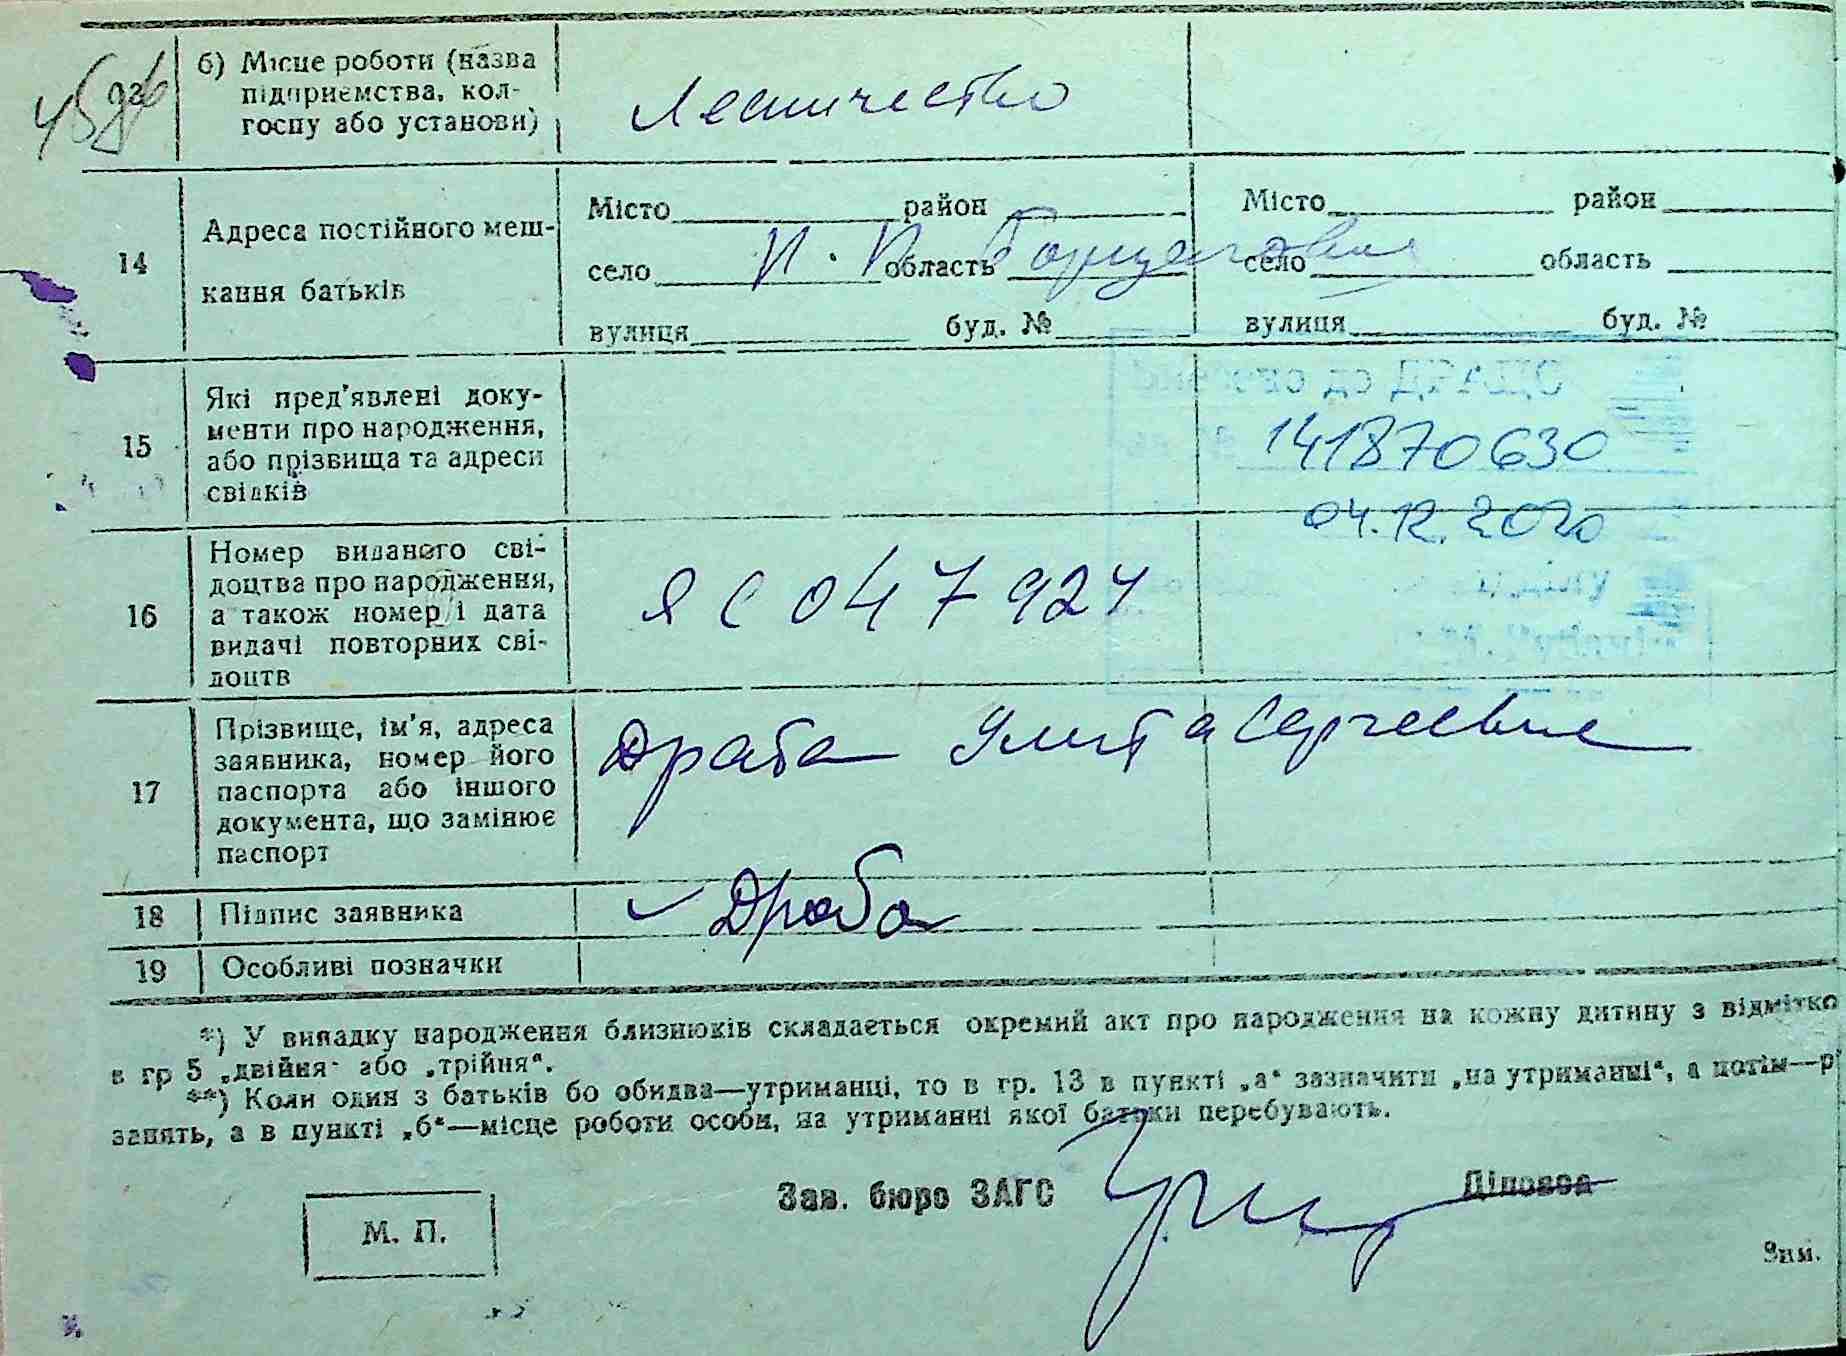 б) Місце роботи (назва
підприємства, кол-
госпу або установи)
Лесничество
14
Адреса постійного меш-
кання батьків
Місто район
село область
вулиця буд. №
И. П.
Місто район
село область
вулиця буд. №
15
Які пред'явлені доку-
менти про народження,
або прізвища та адреси
свідків
141870630
04.12.2020
16
Номер виданого сві-
доцтва про народження,
а також номер і дата
видачі повторних сві-
доцтв
ЯС 047924
17
Прізвище, ім'я, адреса
заявника, номер його
паспорта або іншого
документа, що замінює
паспорт
Драба Улита Сергеевне
18
Підпис заявника
Драба
19
Особливі позначки
*) У випадку народження близнюків складається окремий акт про народження на кожну дитину з відмітко
в гр 5 „двійня" або „трійня".
**) Коли один з батьків бо обидва—утриманці, то в гр. 13 в пункті „а" зазначити „на утриманні", а потім—р
занять, а в пункті „б"—місце роботи особи, на утриманні якої батьки перебувають.
Зав. бюро ЗАГС
Діловод
М. П.
Зим.